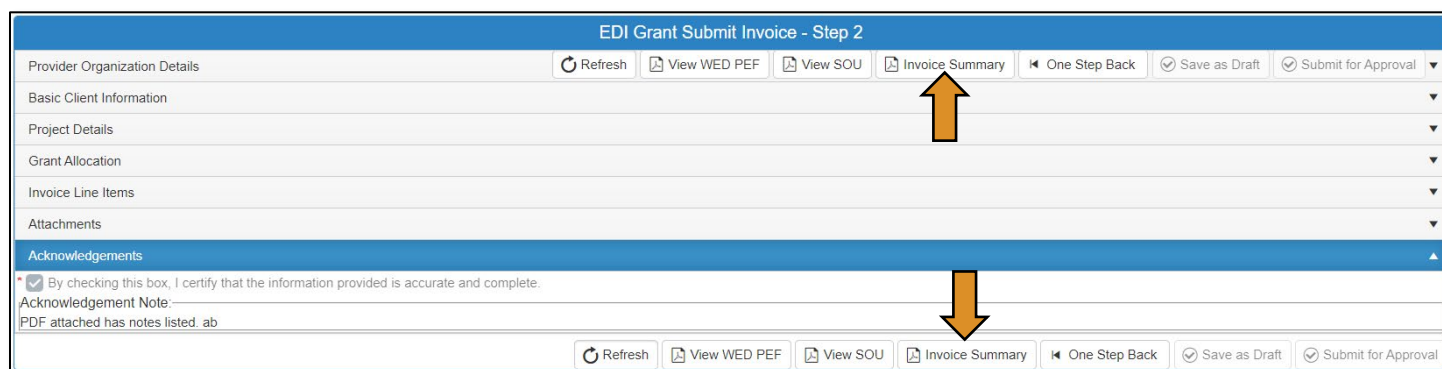 EDI Grant Submit Invoice - Step 2
Provider Organization Details Refresh View WED PEF View SOU Invoice Summary One Step Back Save as Draft Submit for Approval
Basic Client Information
Project Details
Grant Allocation
Invoice Line Items
Attachments
Acknowledgements
* By checking this box, I certify that the information provided is accurate and complete.
Acknowledgement Note:
PDF attached has notes listed. ab
Refresh View WED PEF View SOU Invoice Summary One Step Back Save as Draft Submit for Approval